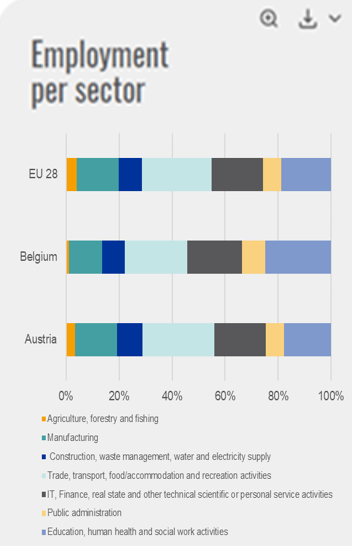 Employment
per sector
EU 28
Belgium
Austria
0% 20% 40% 60% 80% 100%
Agriculture, forestry and fishing
Manufacturing
Construction, waste management, water and electricity supply
Trade, transport, food/accommodation and recreation activities
IT, Finance, real state and other technical scientific or personal service activities
Public administration
Education, human health and social work activities